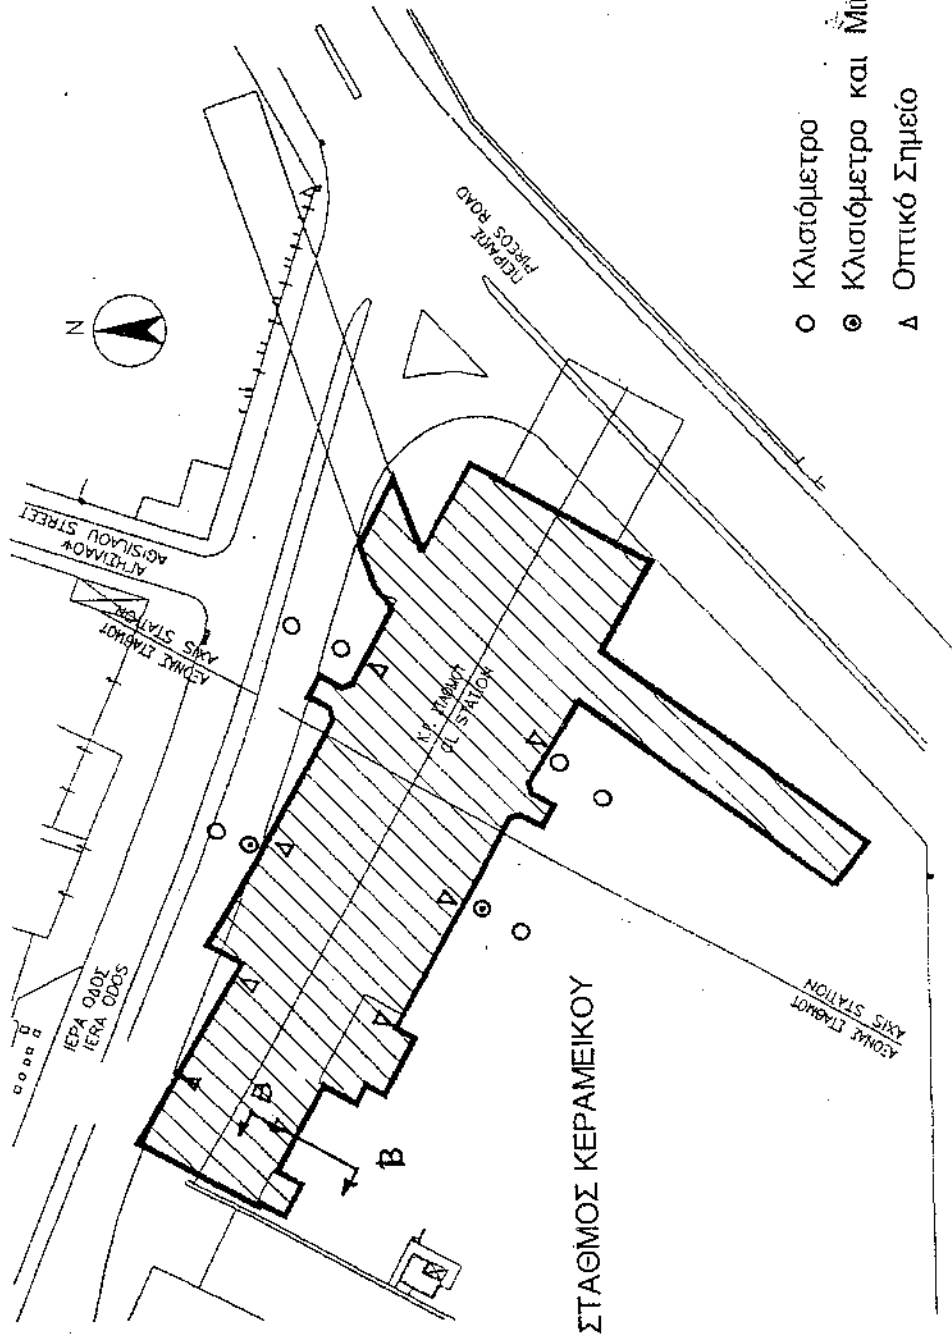 N
ΑΓΗΣΙΛΑΟΥ
AGISILAOU STREET
ΑΞΟΝΑΣ ΣΤΑΘΜΟΥ
AXIS STATION
ΠΕΙΡΑΙΩΣ
PIREOS ROAD
ΙΕΡΑ ΟΔΟΣ
IERA ODOS
Κ.Γ. ΣΤΑΘΜΟΥ
CL STATION
B
B
ΑΞΟΝΑΣ ΣΤΑΘΜΟΥ
AXIS STATION
ΣΤΑΘΜΟΣ ΚΕΡΑΜΕΙΚΟΥ
Κλισιόμετρο
Κλισιόμετρο και
Οπτικό Σημείο